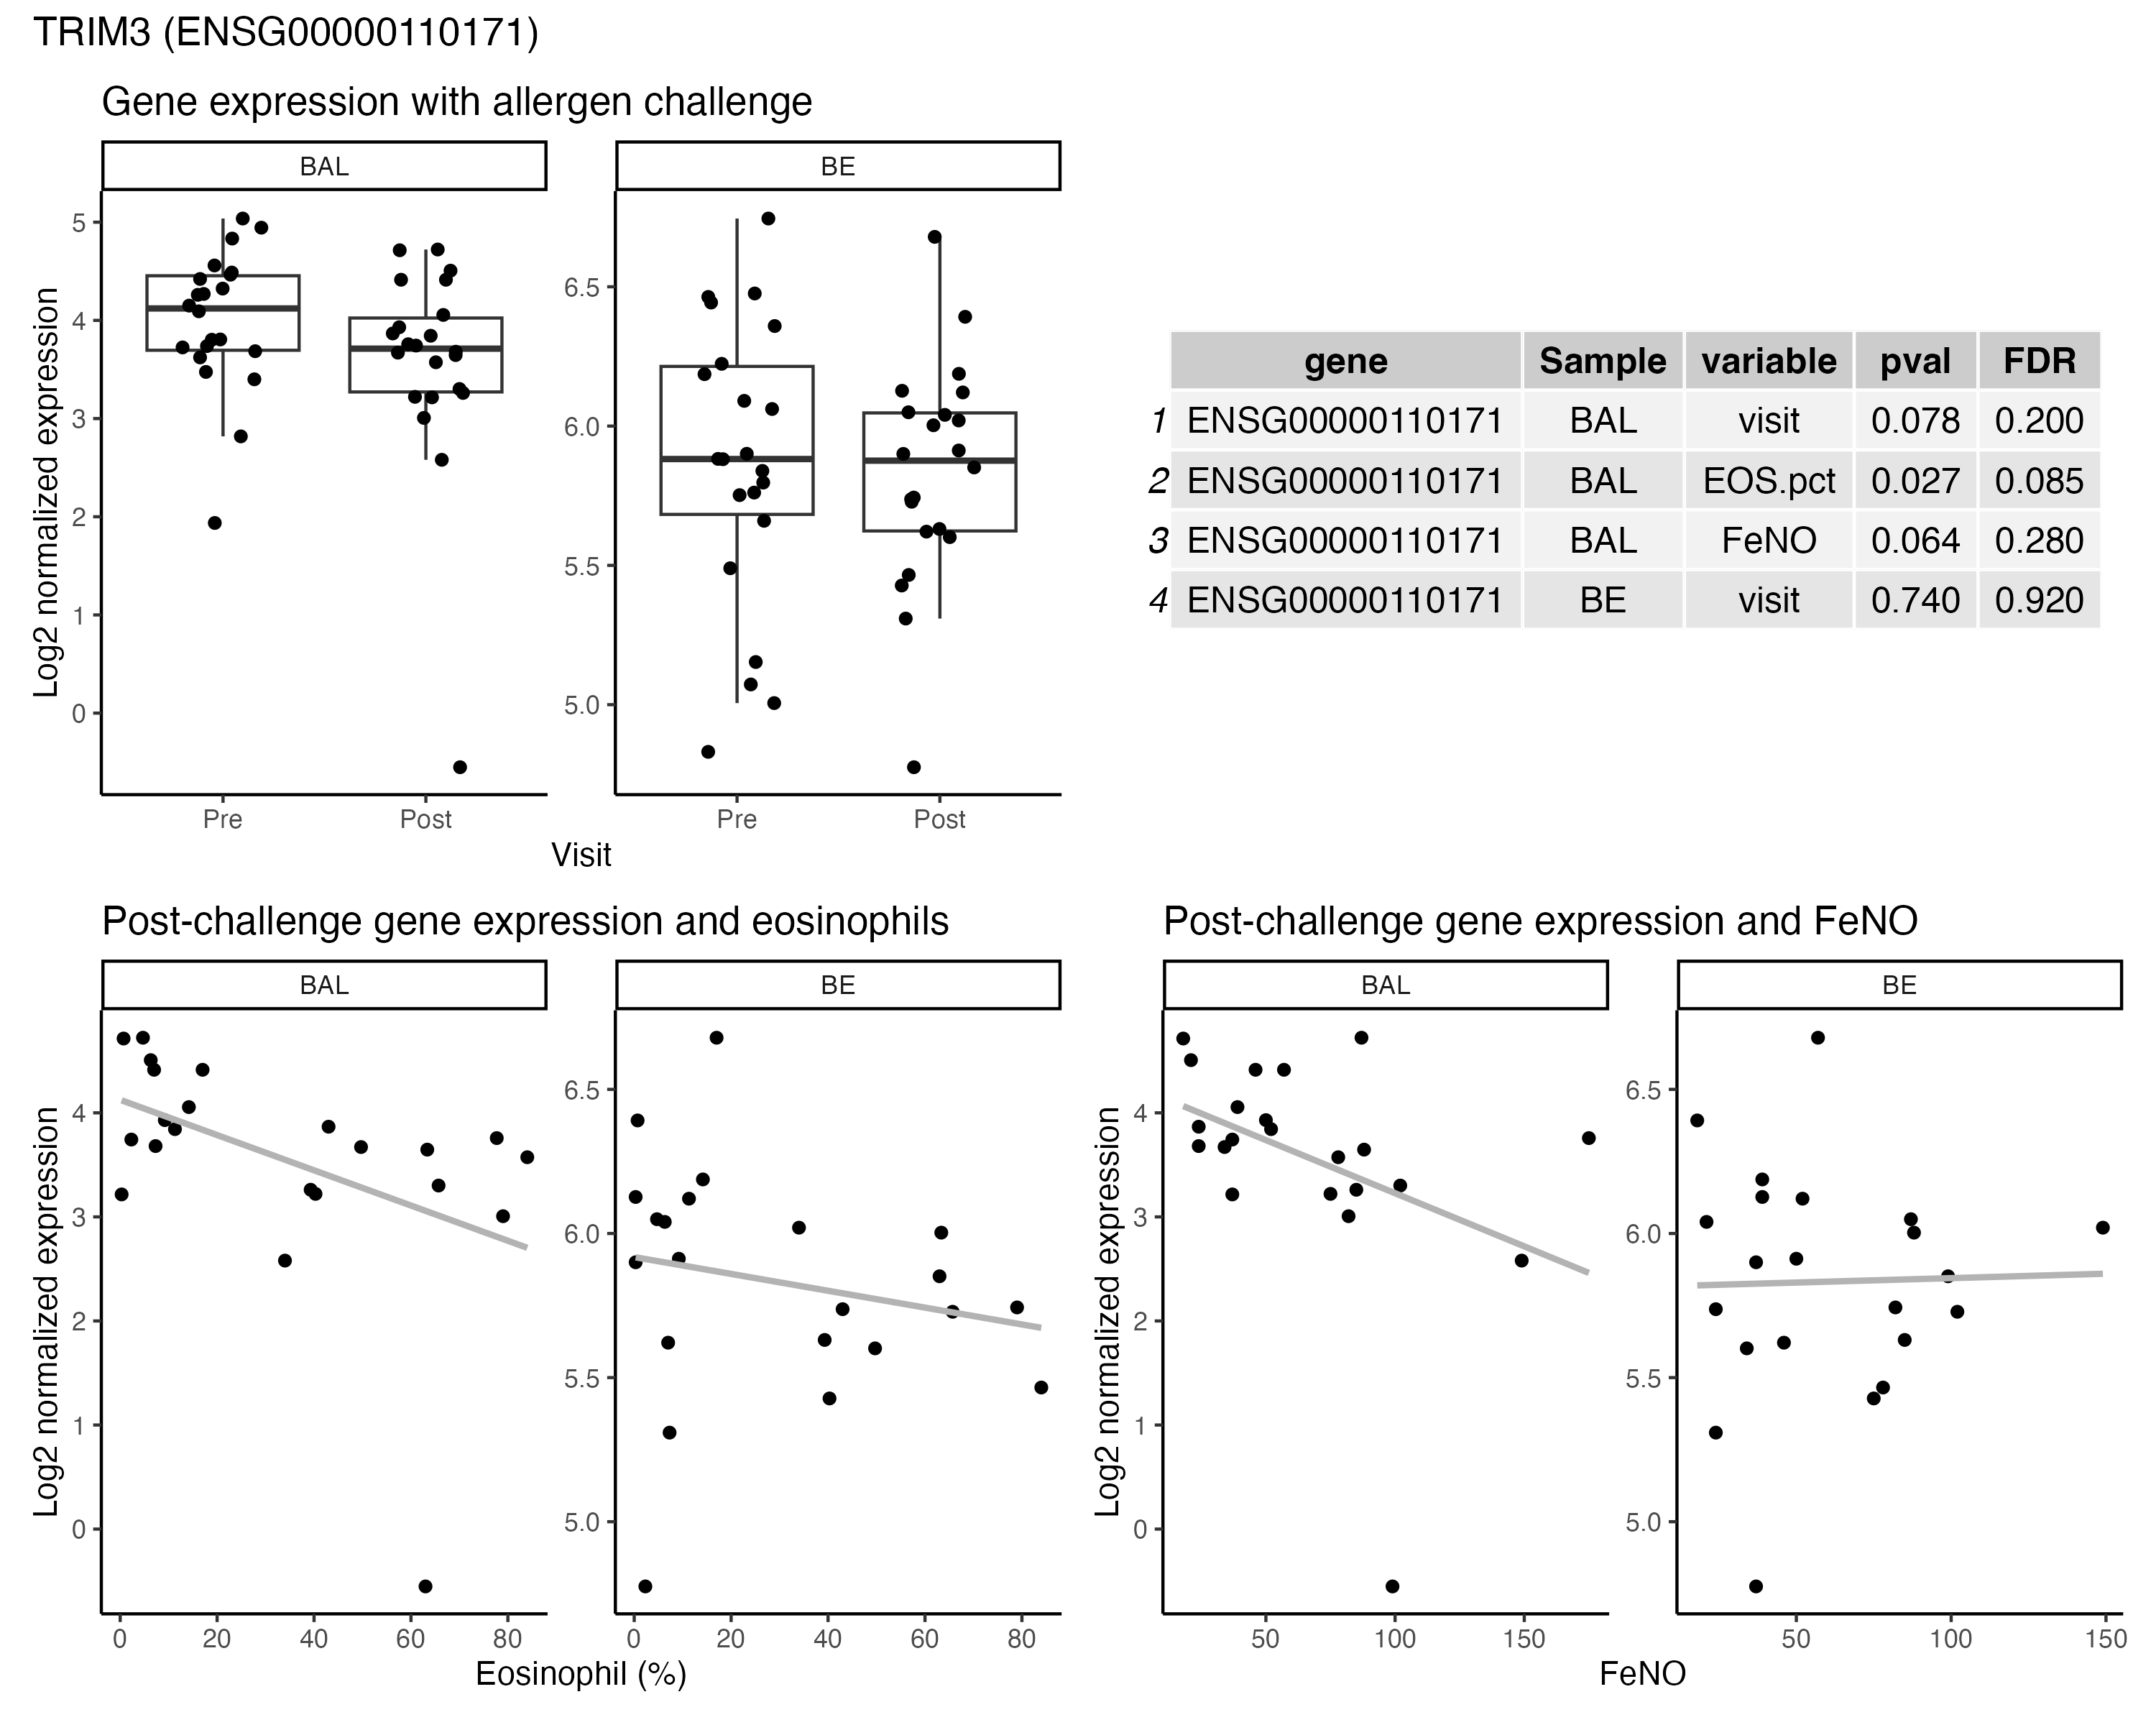 TRIM3 (ENSG00000110171)
Gene expression with allergen challenge
BAL
BE
Log2 normalized expression
5
4
3
2
1
0
6.5
6.0
5.5
5.0
Pre
Post
Pre
Post
Visit
gene Sample variable pval FDR
1 ENSG00000110171 BAL visit 0.078 0.200
2 ENSG00000110171 BAL EOS.pct 0.027 0.085
3 ENSG00000110171 BAL FeNO 0.064 0.280
4 ENSG00000110171 BE visit 0.740 0.920
Post-challenge gene expression and eosinophils
BAL
BE
Log2 normalized expression
4
3
2
1
0
6.5
6.0
5.5
5.0
0 20 40 60 80
0 20 40 60 80
Eosinophil (%)
Post-challenge gene expression and FeNO
BAL
BE
Log2 normalized expression
4
3
2
1
0
6.5
6.0
5.5
5.0
50 100 150
50 100 150
FeNO